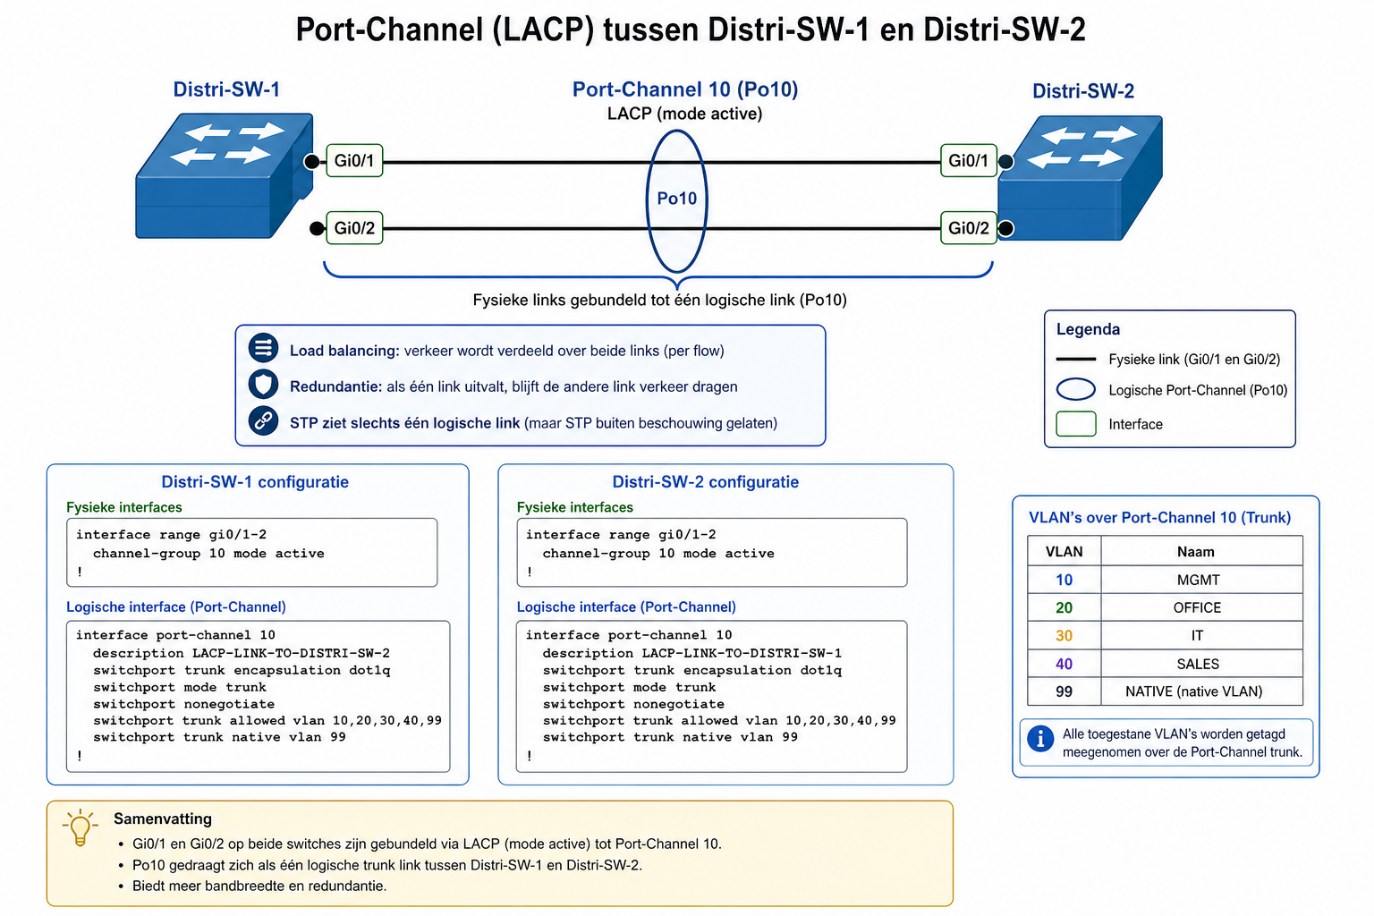 Port-Channel (LACP) tussen Distri-SW-1 en Distri-SW-2
Distri-SW-1
Port-Channel 10 (Po10)
LACP (mode active)
Distri-SW-2
Gi0/1
Gi0/1
Po10
Gi0/2
Gi0/2
Fysieke links gebundeld tot één logische link (Po10)
Load balancing: verkeer wordt verdeeld over beide links (per flow)
Redundantie: als één link uitvalt, blijft de andere link verkeer dragen
STP ziet slechts één logische link (maar STP buiten beschouwing gelaten)
Legenda
Fysieke link (Gi0/1 en Gi0/2)
Logische Port-Channel (Po10)
Interface
Distri-SW-1 configuratie
Fysieke interfaces
interface range gi0/1-2
channel-group 10 mode active
!
Logische interface (Port-Channel)
interface port-channel 10
description LACP-LINK-TO-DISTRI-SW-2
switchport trunk encapsulation dot1q
switchport mode trunk
switchport nonegotiate
switchport trunk allowed vlan 10,20,30,40,99
switchport trunk native vlan 99
!
Distri-SW-2 configuratie
Fysieke interfaces
interface range gi0/1-2
channel-group 10 mode active
!
Logische interface (Port-Channel)
interface port-channel 10
description LACP-LINK-TO-DISTRI-SW-1
switchport trunk encapsulation dot1q
switchport mode trunk
switchport nonegotiate
switchport trunk allowed vlan 10,20,30,40,99
switchport trunk native vlan 99
!
VLAN's over Port-Channel 10 (Trunk)
VLAN Naam
10 MGMT
20 OFFICE
30 IT
40 SALES
99 NATIVE (native VLAN)
Alle toegestane VLAN's worden getagd
meegenomen over de Port-Channel trunk.
Samenvatting
• Gi0/1 en Gi0/2 op beide switches zijn gebundeld via LACP (mode active) tot Port-Channel 10.
• Po10 gedraagt zich als één logische trunk link tussen Distri-SW-1 en Distri-SW-2.
• Biedt meer bandbreedte en redundantie.